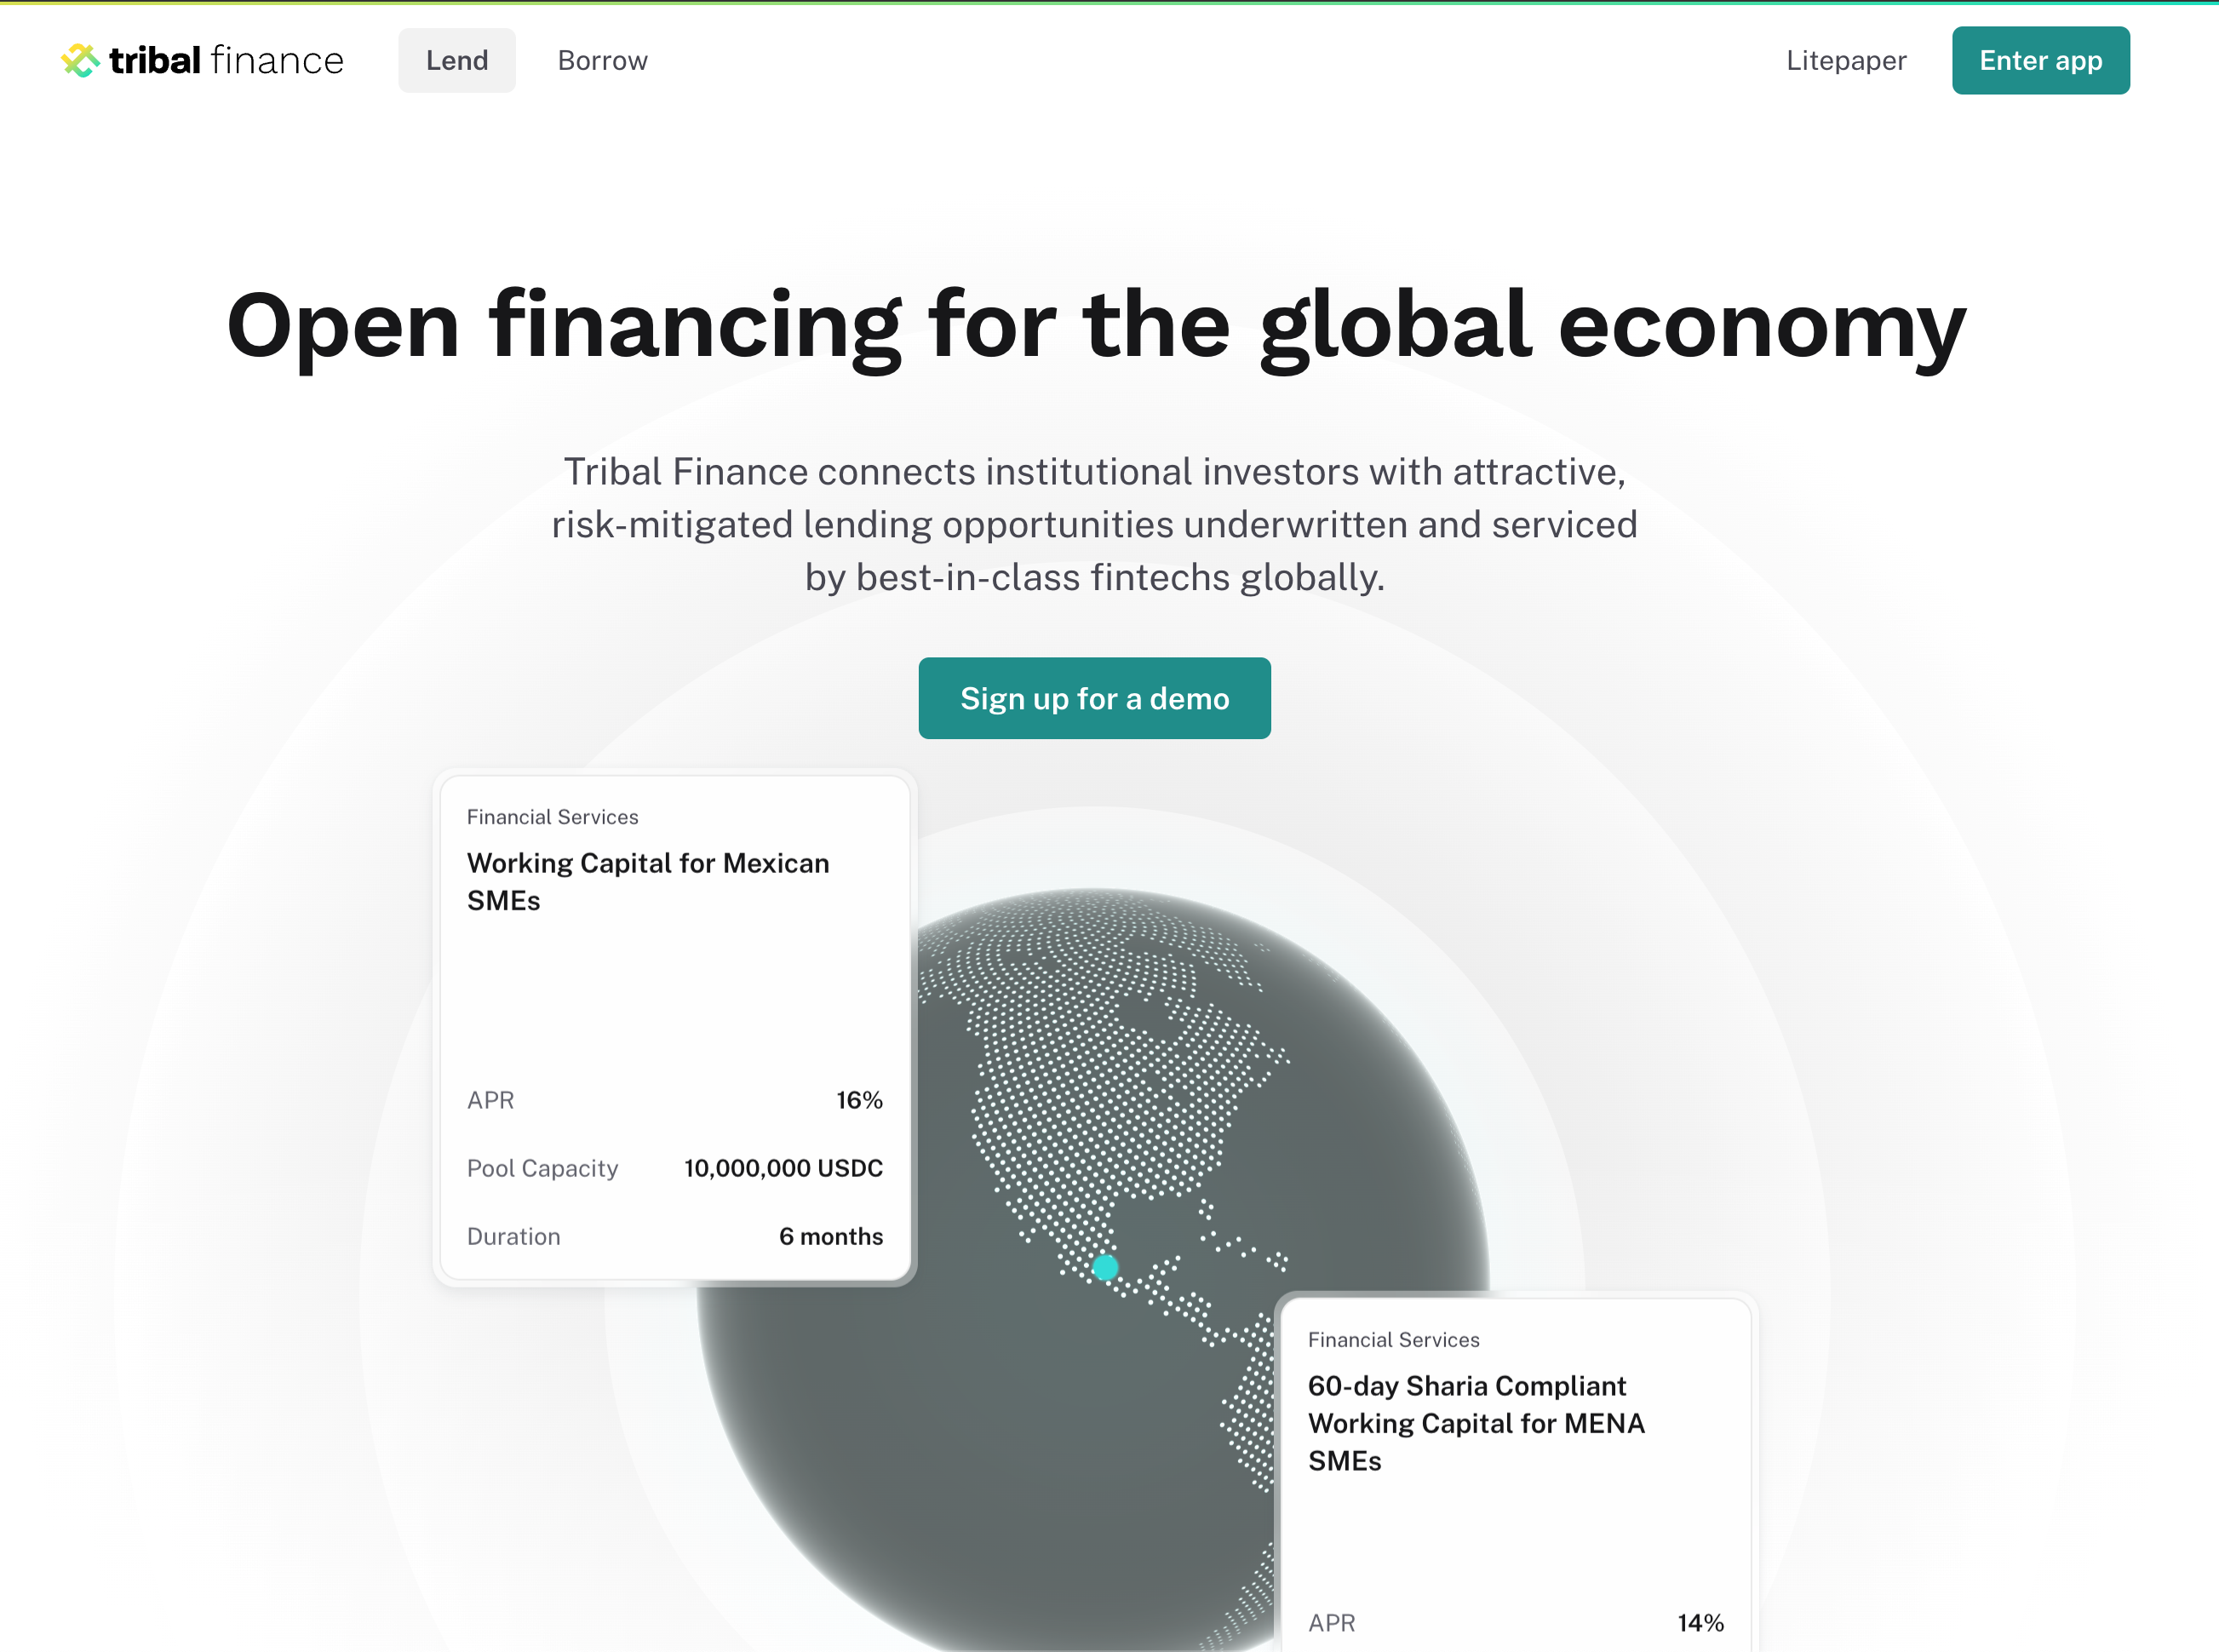 tribal finance
Lend
Borrow
Litepaper
Enter app
Open financing for the global economy
Tribal Finance connects institutional investors with attractive,
risk-mitigated lending opportunities underwritten and serviced
by best-in-class fintechs globally.
Sign up for a demo
Financial Services
Working Capital for Mexican
SMEs
APR 16%
Pool Capacity 10,000,000 USDC
Duration 6 months
Financial Services
60-day Sharia Compliant
Working Capital for MENA
SMEs
APR 14%